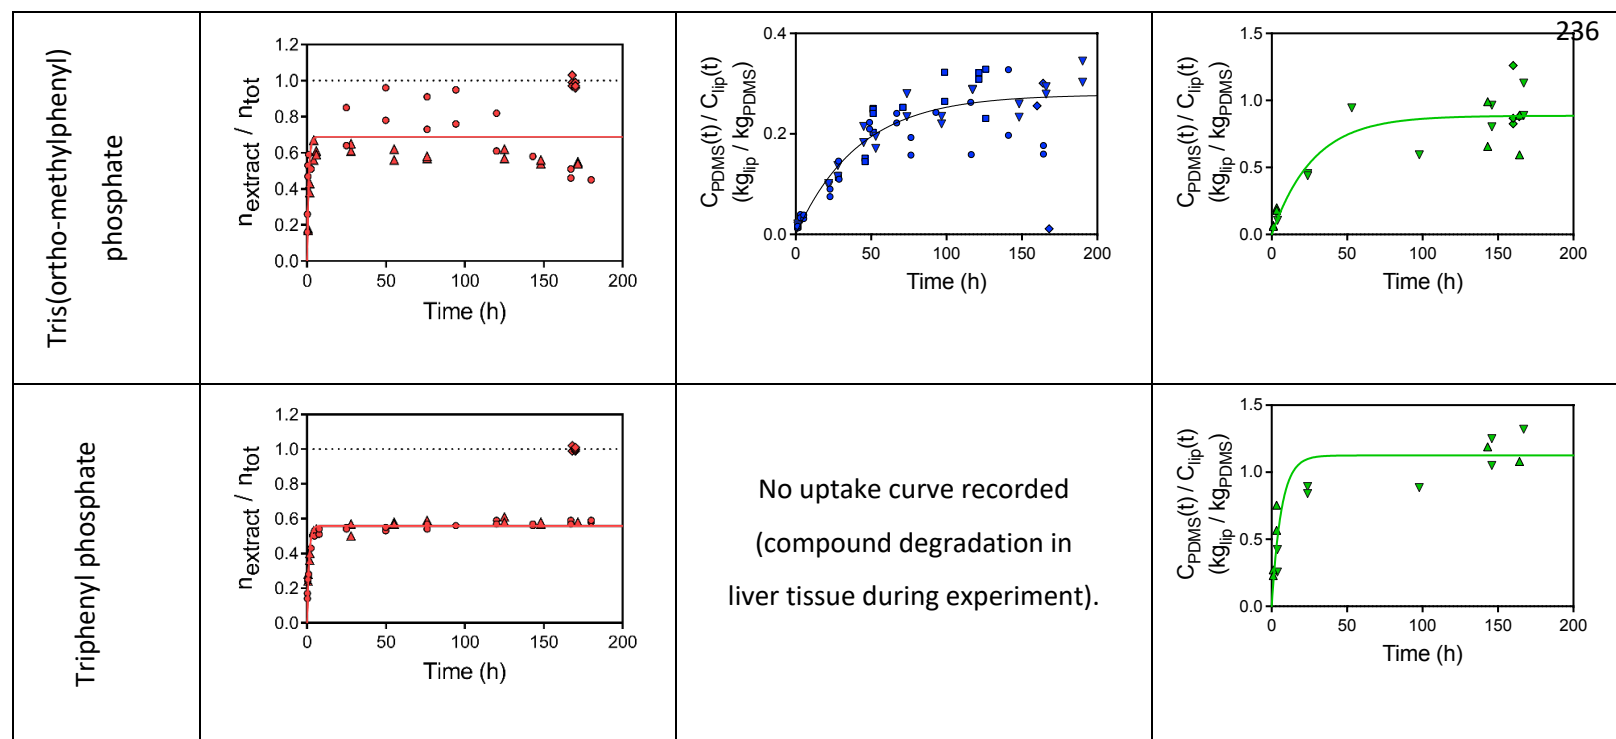 236
Tris(ortho-methylphenyl)
phosphate
n_extract / n_tot
1.2
1.0
0.8
0.6
0.4
0.2
0.0
0 50 100 150 200
Time (h)
C_PDMS(t) / C_lip(t)
(kg_lip / kg_PDMS)
0.4
0.2
0.0
0 50 100 150 200
Time (h)
C_PDMS(t) / C_lip(t)
(kg_lip / kg_PDMS)
1.5
1.0
0.5
0.0
0 50 100 150 200
Time (h)
Triphenyl phosphate
n_extract / n_tot
1.2
1.0
0.8
0.6
0.4
0.2
0.0
0 50 100 150 200
Time (h)
No uptake curve recorded
(compound degradation in
liver tissue during experiment).
C_PDMS(t) / C_lip(t)
(kg_lip / kg_PDMS)
1.5
1.0
0.5
0.0
0 50 100 150 200
Time (h)